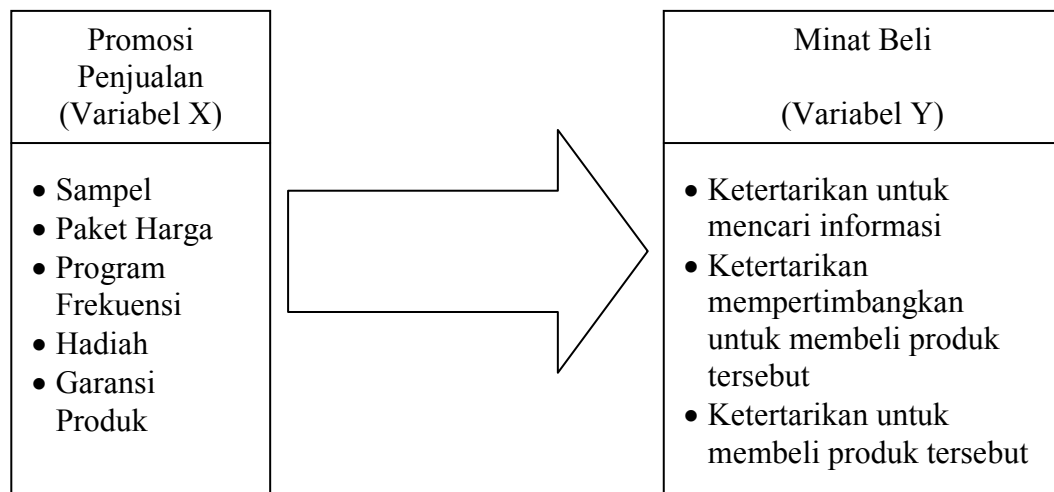 Promosi
Penjualan
(Variabel X)
• Sampel
• Paket Harga
• Program
Frekuensi
• Hadiah
• Garansi
Produk
Minat Beli
(Variabel Y)
• Ketertarikan untuk
mencari informasi
• Ketertarikan
mempertimbangkan
untuk membeli produk
tersebut
• Ketertarikan untuk
membeli produk tersebut